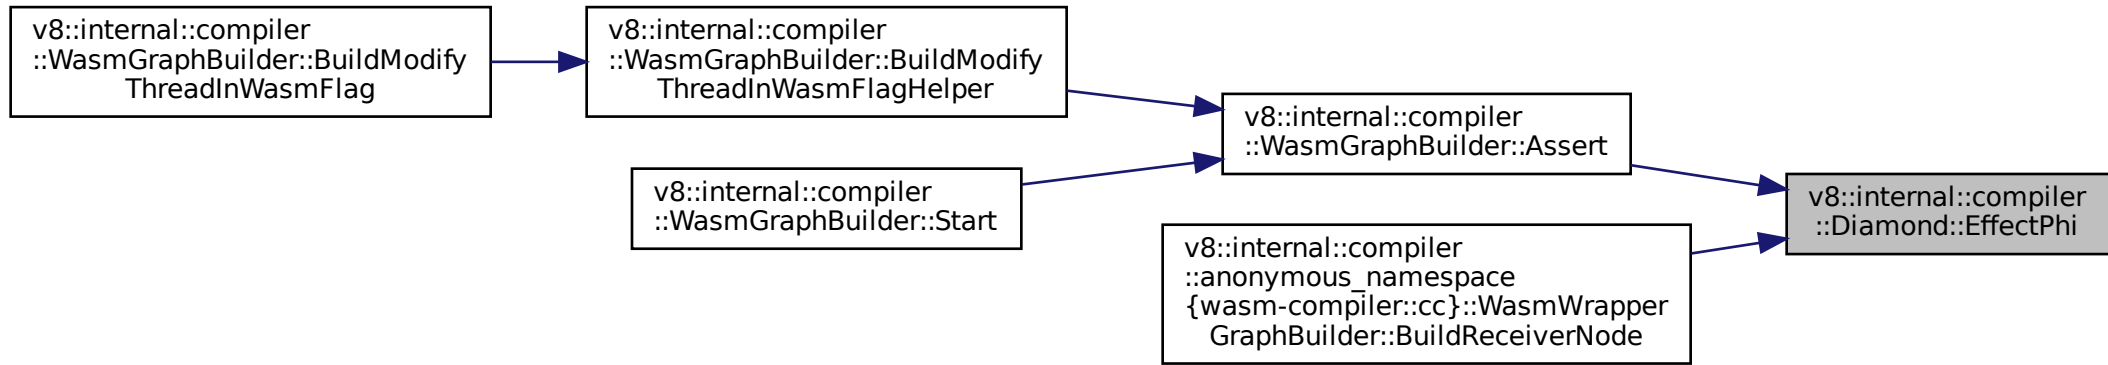 v8::internal::compiler
::WasmGraphBuilder::BuildModify
ThreadInWasmFlag
v8::internal::compiler
::WasmGraphBuilder::BuildModify
ThreadInWasmFlagHelper
v8::internal::compiler
::WasmGraphBuilder::Assert
v8::internal::compiler
::WasmGraphBuilder::Start
v8::internal::compiler
::Diamond::EffectPhi
v8::internal::compiler
::anonymous_namespace
{wasm-compiler::cc}::WasmWrapper
GraphBuilder::BuildReceiverNode